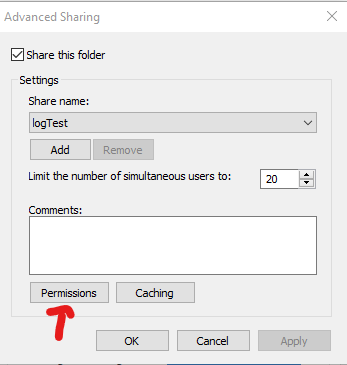 Advanced Sharing
Share this folder
Settings
Share name:
logTest
Add Remove
Limit the number of simultaneous users to: 20
Comments:
Permissions Caching
OK Cancel Apply